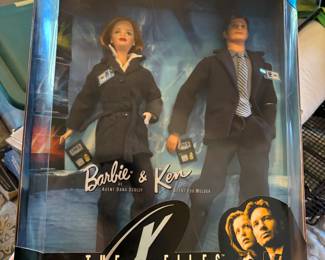 Barbie & Ken
AGENT DANA SCULLY AGENT FOX MULDER
THE X FILES